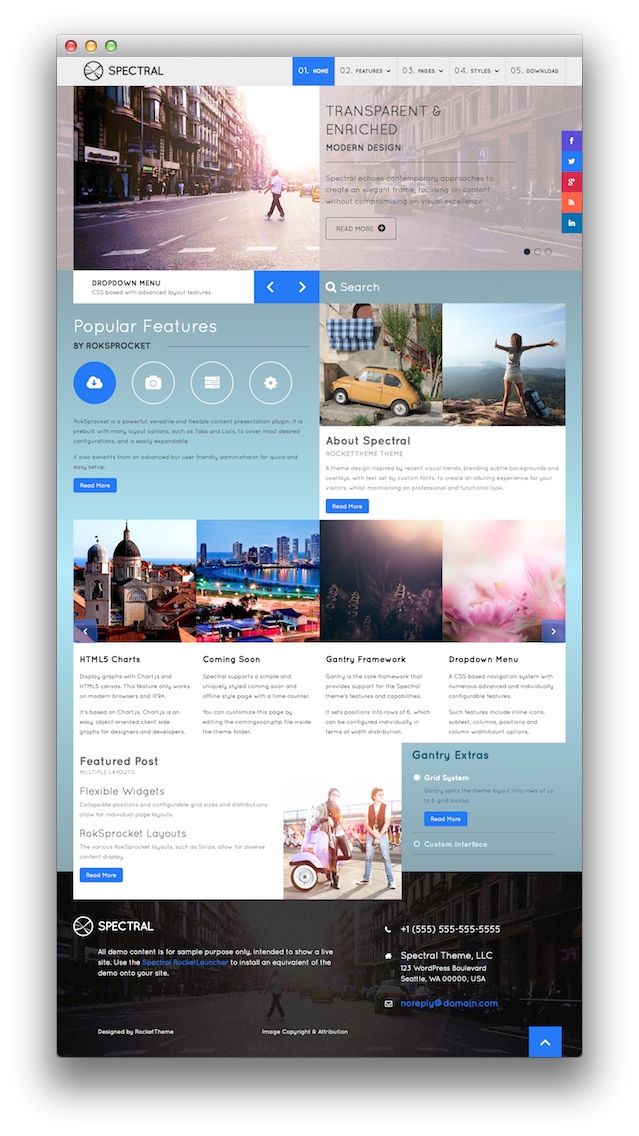 SPECTRAL
01. HOME
02. FEATURES
03. PAGES
04. STYLES
05. DOWNLOAD
TRANSPARENT &
ENRICHED
MODERN DESIGN
Spectral echoes contemporary approaches to
create an elegant frame, focusing on content
without compromising on visual excellence
READ MORE
DROPDOWN MENU
CSS based with advanced layout features
Search
Popular Features
BY ROKSPROCKET
RokSprocket is a powerful, versatile and flexible content presentation plugin. It is
prebuilt with many layout options, such as Tabs and Lists, to cover most desired
configurations, and is easily expandable.
It also benefits from an advanced but user friendly administrator for quick and
easy setup.
Read More
About Spectral
ROCKETTHEME THEME
A theme design inspired by recent visual trends, blending subtle backgrounds and
overlays, with text set by custom fonts, to create an alluring experience for your
visitors, whilst maintaining an professional and functional look.
Read More
HTML5 Charts
Display graphs with Chart.js and
HTML5 canvas. This feature only works
on modern browsers and IE9+.
It's based on Chart.js. Chart.js is an
easy, object oriented client side
graphs for designers and developers.
Coming Soon
Spectral supports a simple and
uniquely styled coming soon and
offline style page with a time counter.
You can customize this page by
editing the comingsoon.php file inside
the theme folder.
Gantry Framework
Gantry is the core framework that
provides support for the Spectral
theme's features and capabilities.
It sets positions into rows of 6, which
can be configured individually in
terms of width distribution.
Dropdown Menu
A CSS based navigation system with
numerous advanced and individually
configurable features.
Such features include inline icons,
subtext, columns, positions and
column width/count options.
Featured Post
MULTIPLE LAYOUTS
Flexible Widgets
Collapsible positions and configurable grid sizes and distributions
allow for individual page layouts.
RokSprocket Layouts
The various RokSprocket layouts, such as Strips, allow for diverse
content display.
Read More
Gantry Extras
Grid System
Gantry splits the theme layout into rows of up
to 6 grid blocks.
Read More
Custom Interface
SPECTRAL
All demo content is for sample purpose only, intended to show a live
site. Use the Spectral RocketLauncher to install an equivalent of the
demo onto your site.
+1 (555) 555-555-5555
Spectral Theme, LLC
123 WordPress Boulevard
Seattle, WA 00000, USA
noreply@domain.com
Designed by RocketTheme
Image Copyright & Attribution